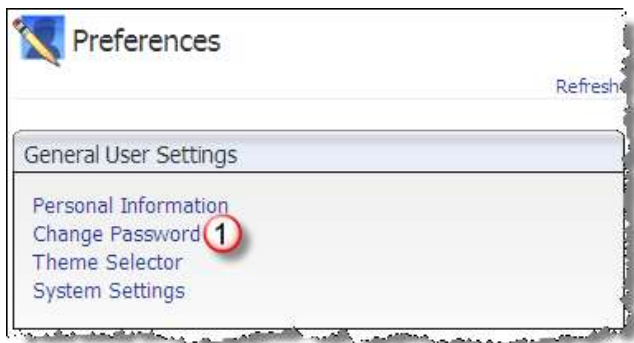 Preferences
Refresh
General User Settings
Personal Information
Change Password 1
Theme Selector
System Settings